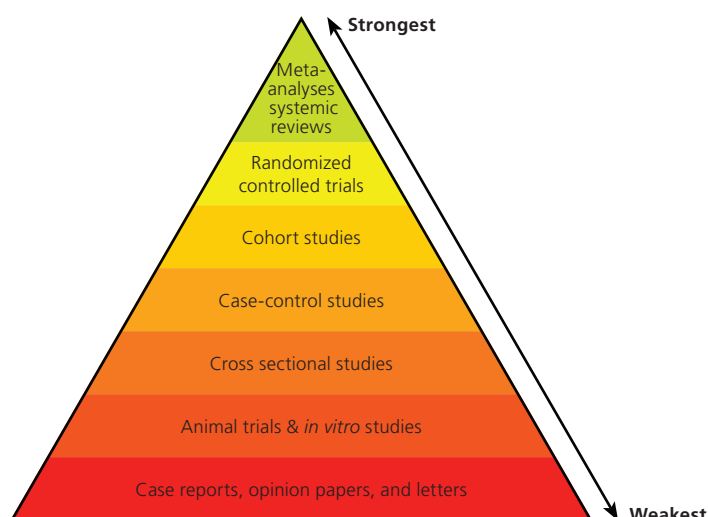 Strongest
Meta-
analyses
systemic
reviews
Randomized
controlled trials
Cohort studies
Case-control studies
Cross sectional studies
Animal trials & in vitro studies
Case reports, opinion papers, and letters
Weakest